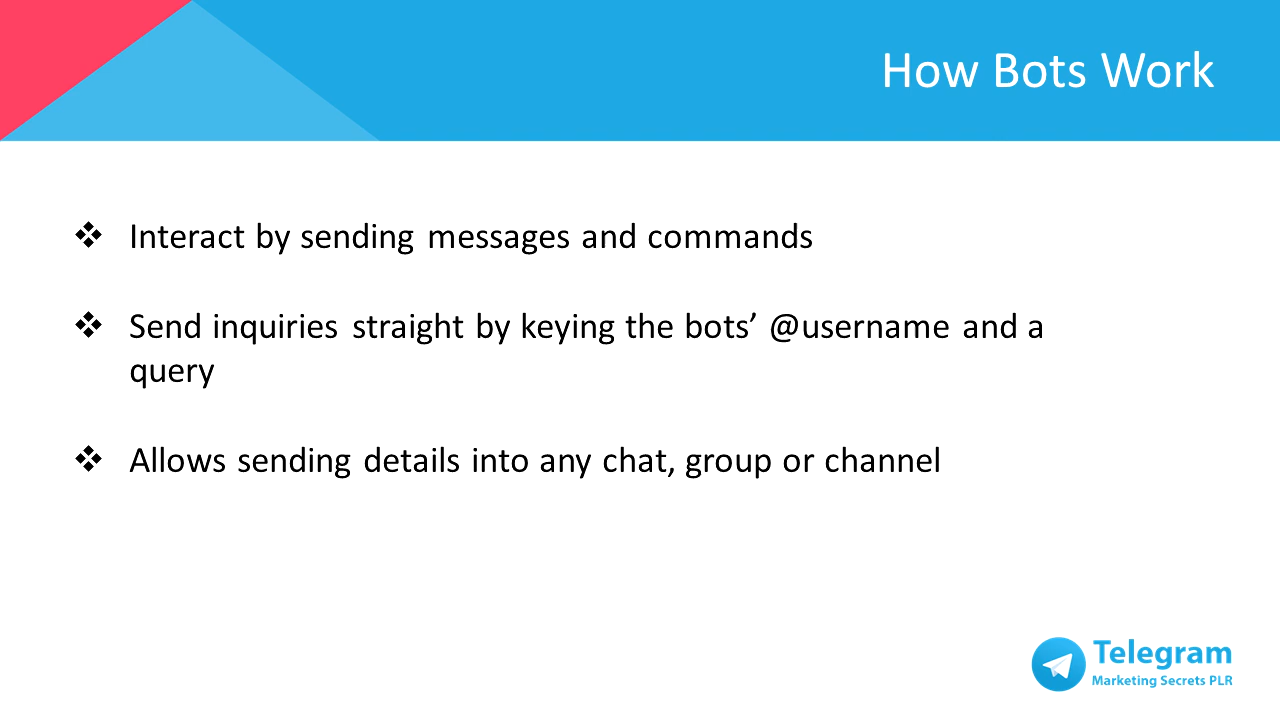 How Bots Work
❖ Interact by sending messages and commands
❖ Send inquiries straight by keying the bots’ @username and a
query
❖ Allows sending details into any chat, group or channel
Telegram
Marketing Secrets PLR